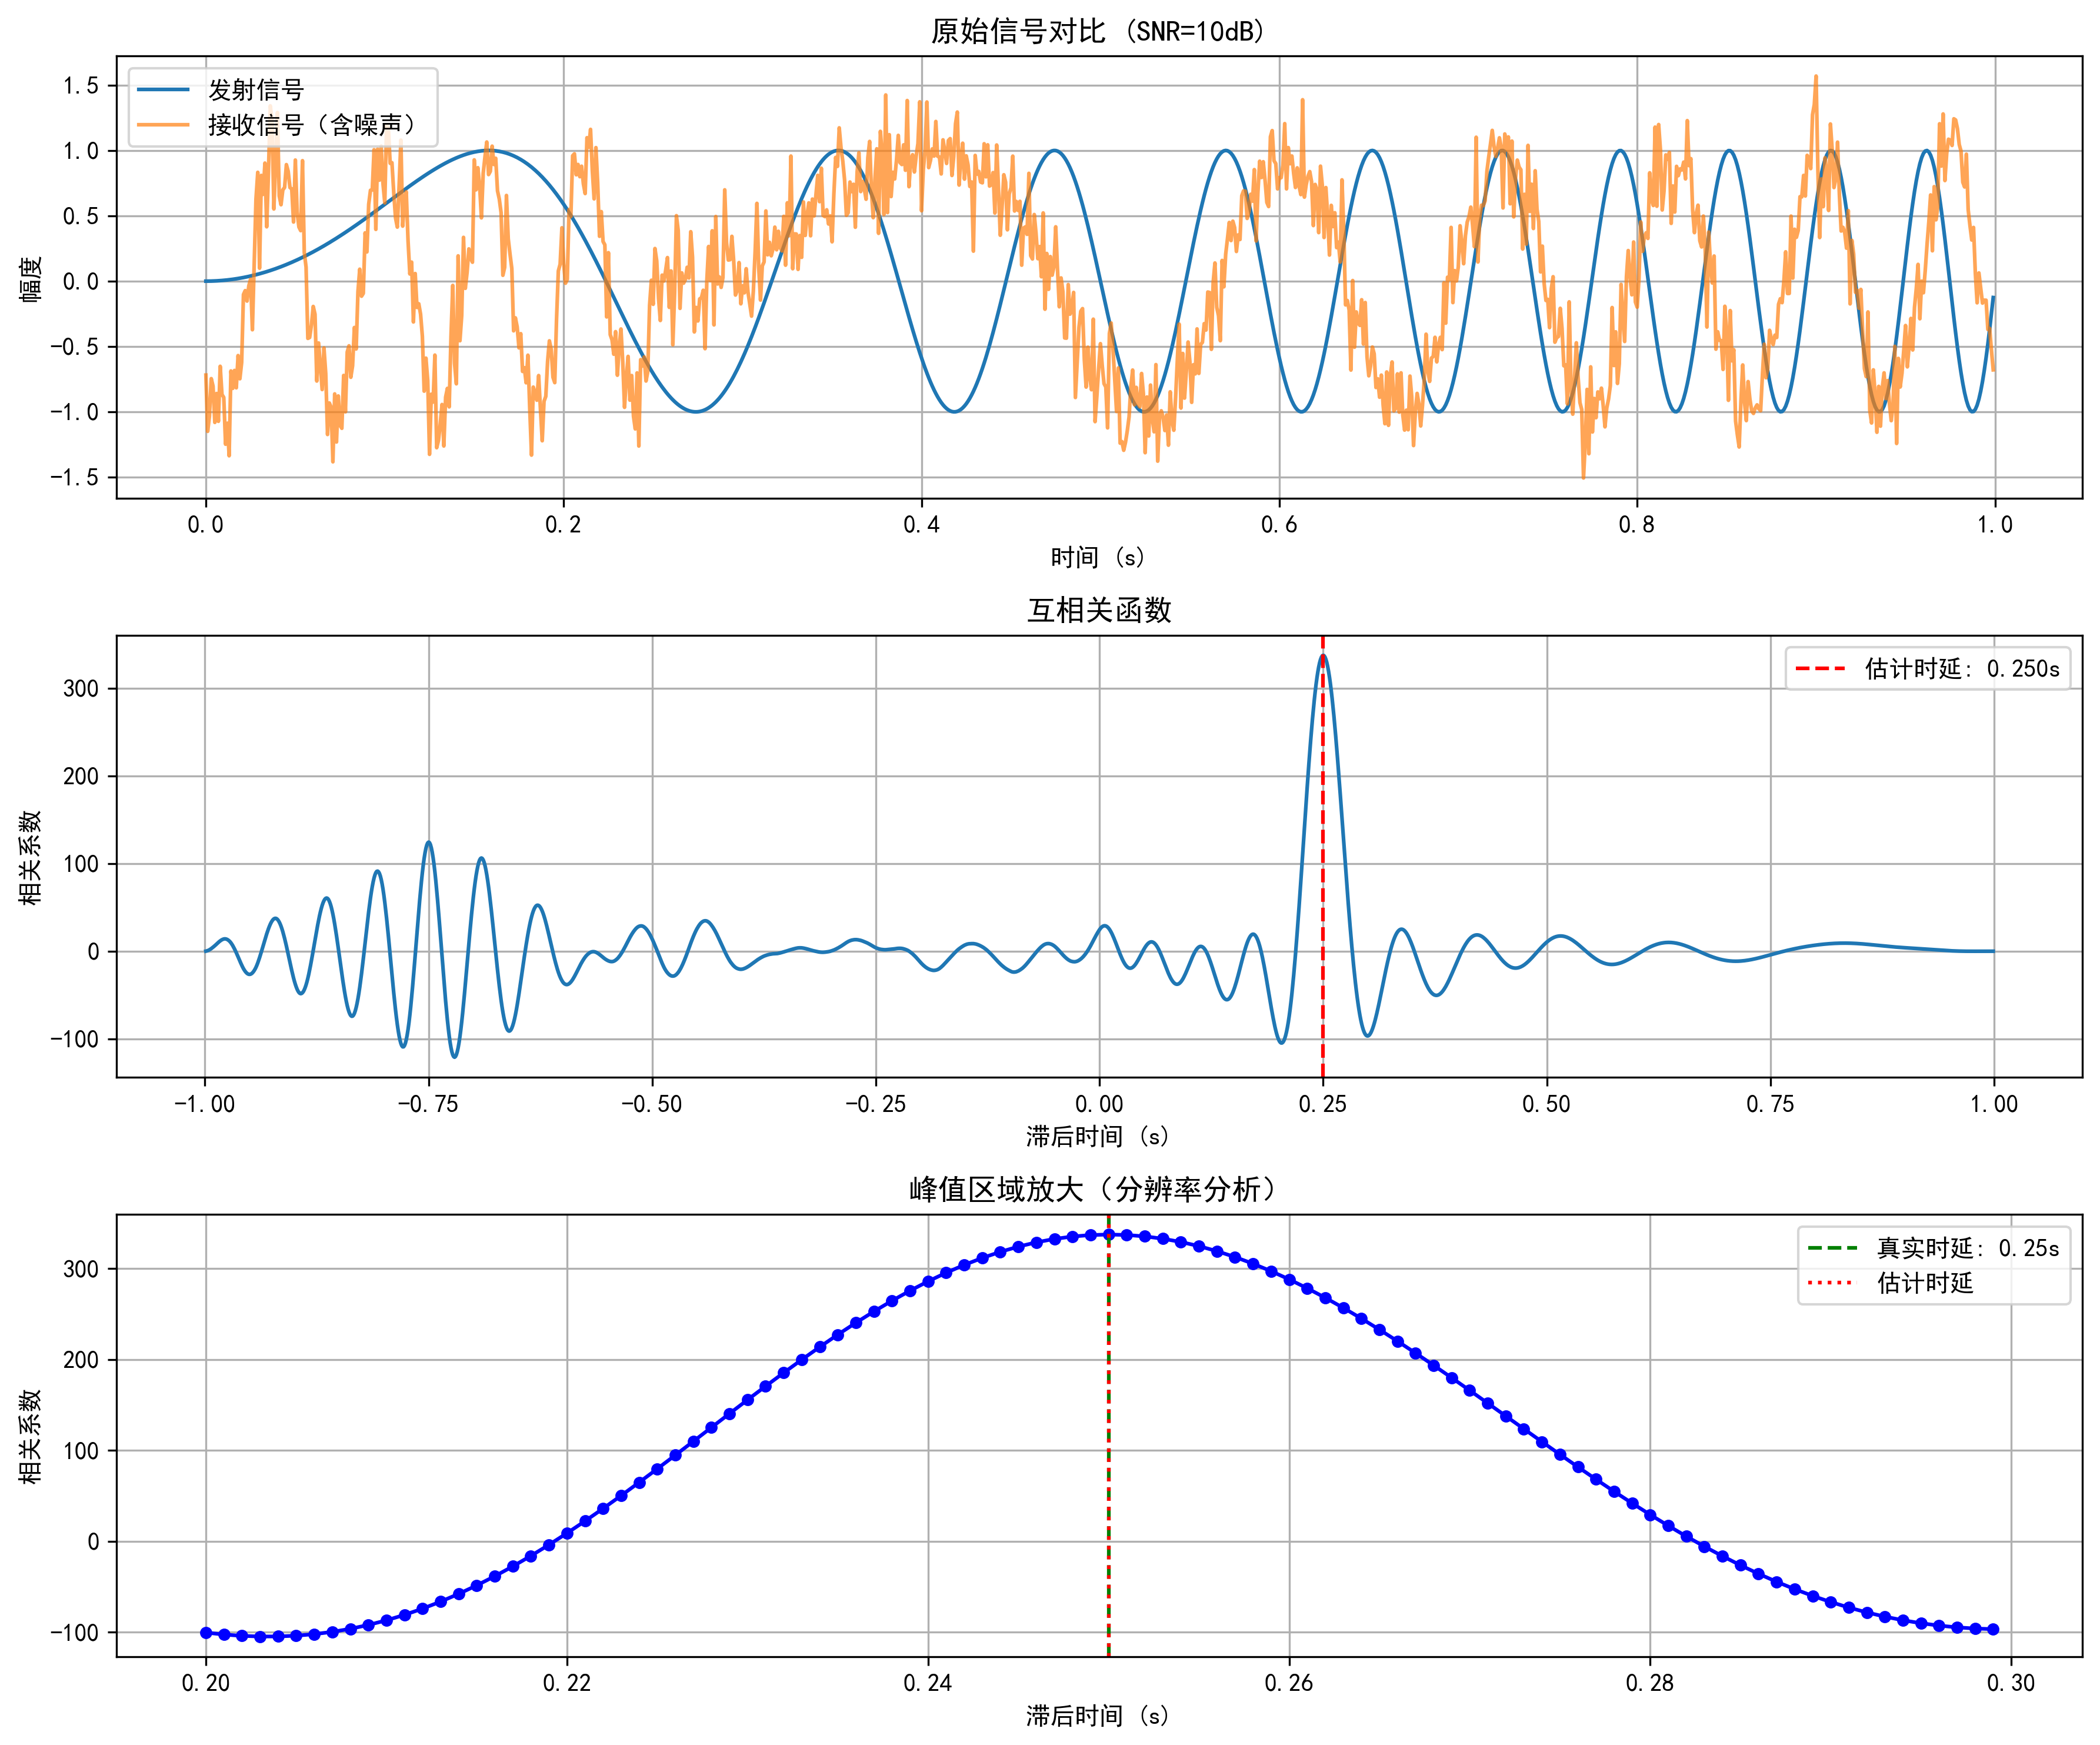 原始信号对比 (SNR=10dB)
发射信号
接收信号（含噪声）
幅度
1.5
1.0
0.5
0.0
−0.5
−1.0
−1.5
0.0 0.2 0.4 0.6 0.8 1.0
时间 (s)
互相关函数
估计时延: 0.250s
相关系数
300
200
100
0
−100
−1.00 −0.75 −0.50 −0.25 0.00 0.25 0.50 0.75 1.00
滞后时间 (s)
峰值区域放大（分辨率分析）
真实时延: 0.25s
估计时延
相关系数
300
200
100
0
−100
0.20 0.22 0.24 0.26 0.28 0.30
滞后时间 (s)